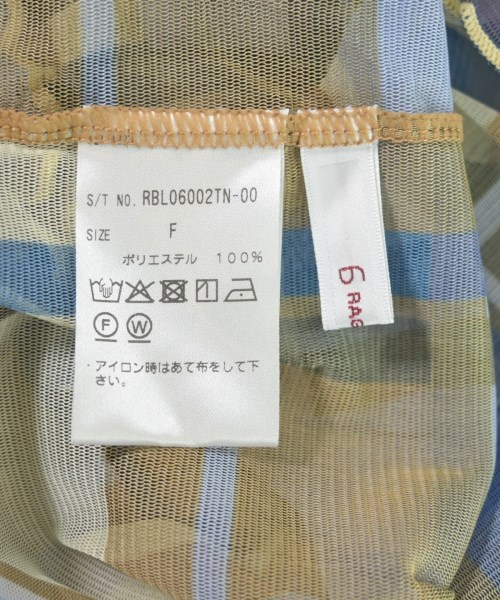 S/T NO. RBL06002TN-00
SIZE F
ポリエステル 100%
F W
・アイロン時はあて布をして下
さい。
6 RAG